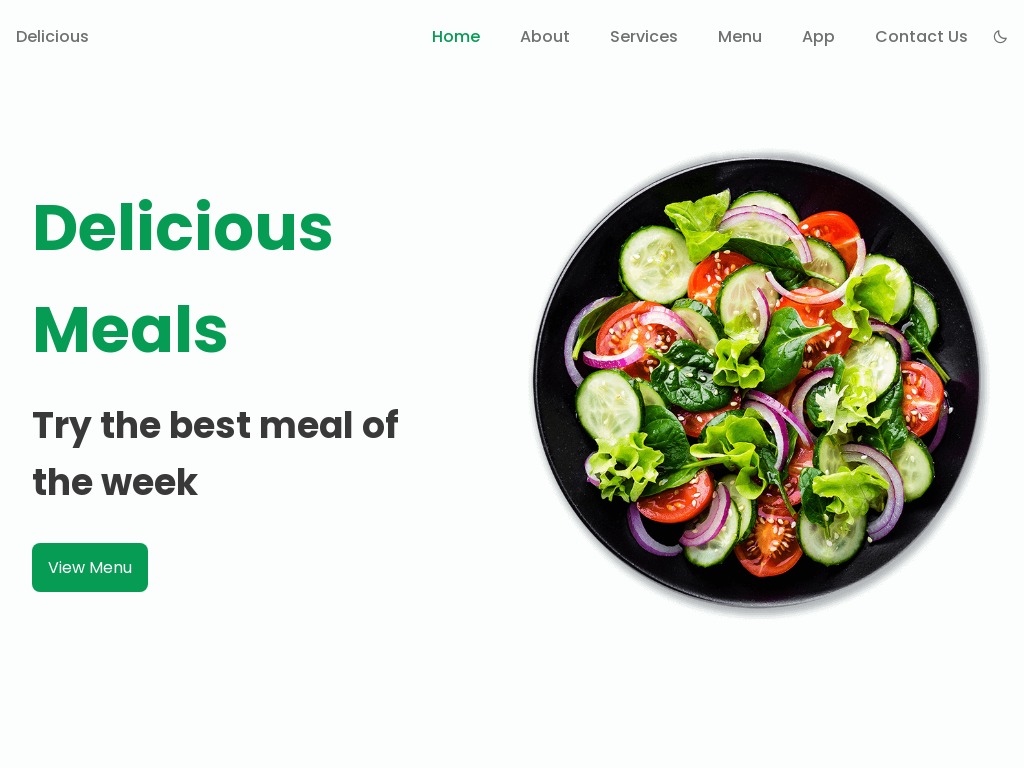 Delicious
Home
About
Services
Menu
App
Contact Us
Delicious
Meals
Try the best meal of
the week
View Menu